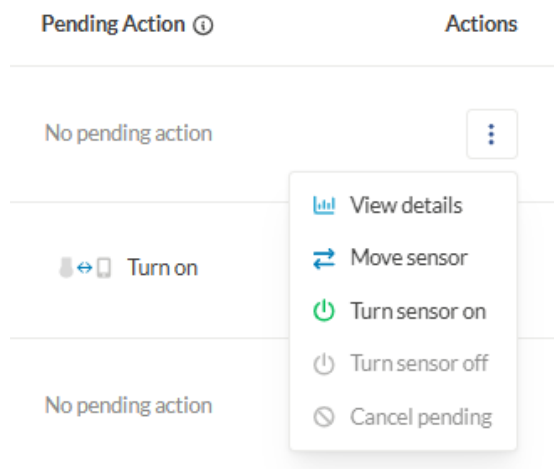 Pending Action Actions
No pending action
View details
Move sensor
Turn on
Turn sensor on
Turn sensor off
No pending action
Cancel pending